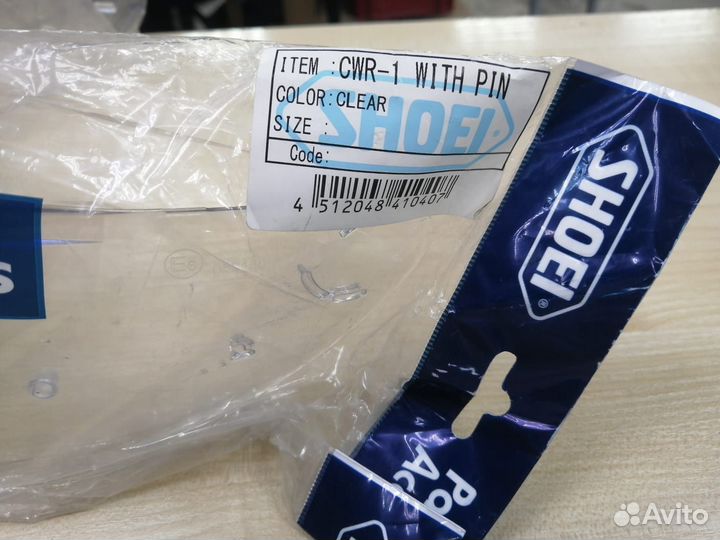 ITEM : CWR-1 WITH PIN
COLOR: CLEAR
SIZE :
SHOEI
Code:
4 512048 410407
SHOEI
Avito